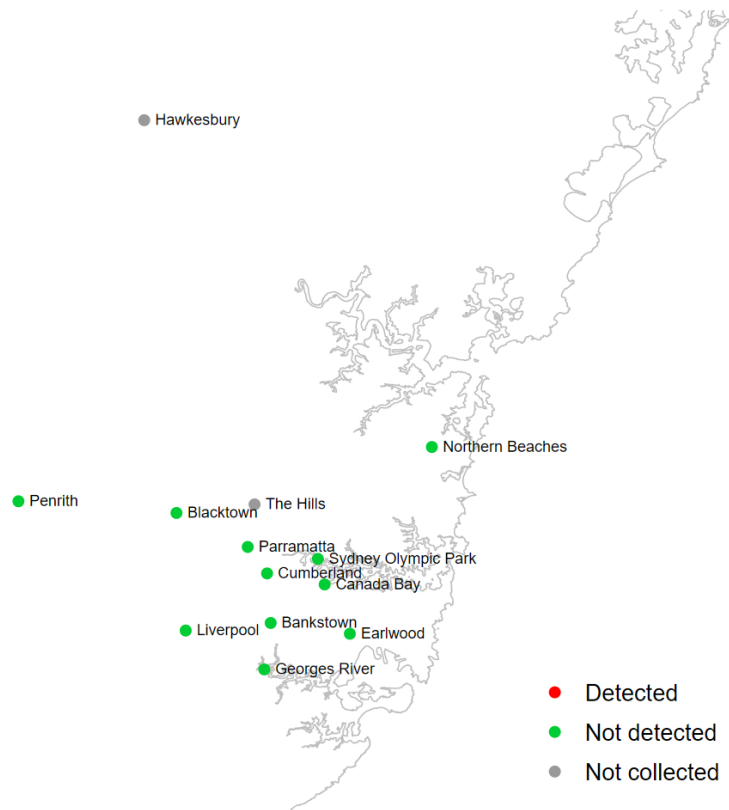 Hawkesbury
Northern Beaches
Penrith
The Hills
Blacktown
Parramatta
Sydney Olympic Park
Cumberland
Canada Bay
Bankstown
Liverpool
Earlwood
Georges River
Detected
Not detected
Not collected